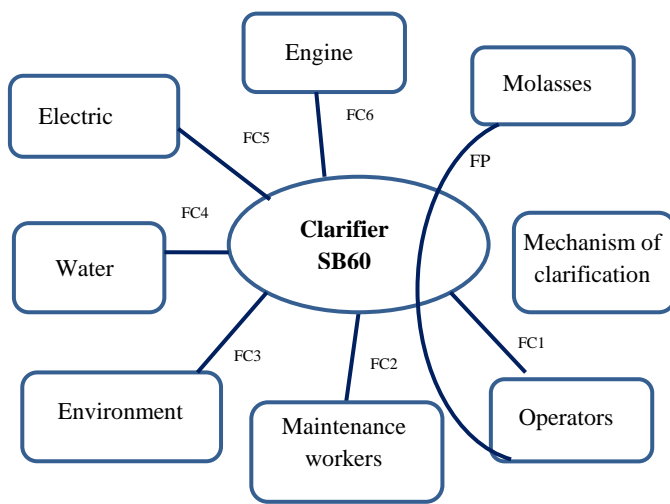 Engine
Molasses
Electric
FC6
FC5
FP
FC4
Clarifier
SB60
Mechanism of
clarification
Water
FC1
FC3
FC2
Environment
Maintenance
workers
Operators